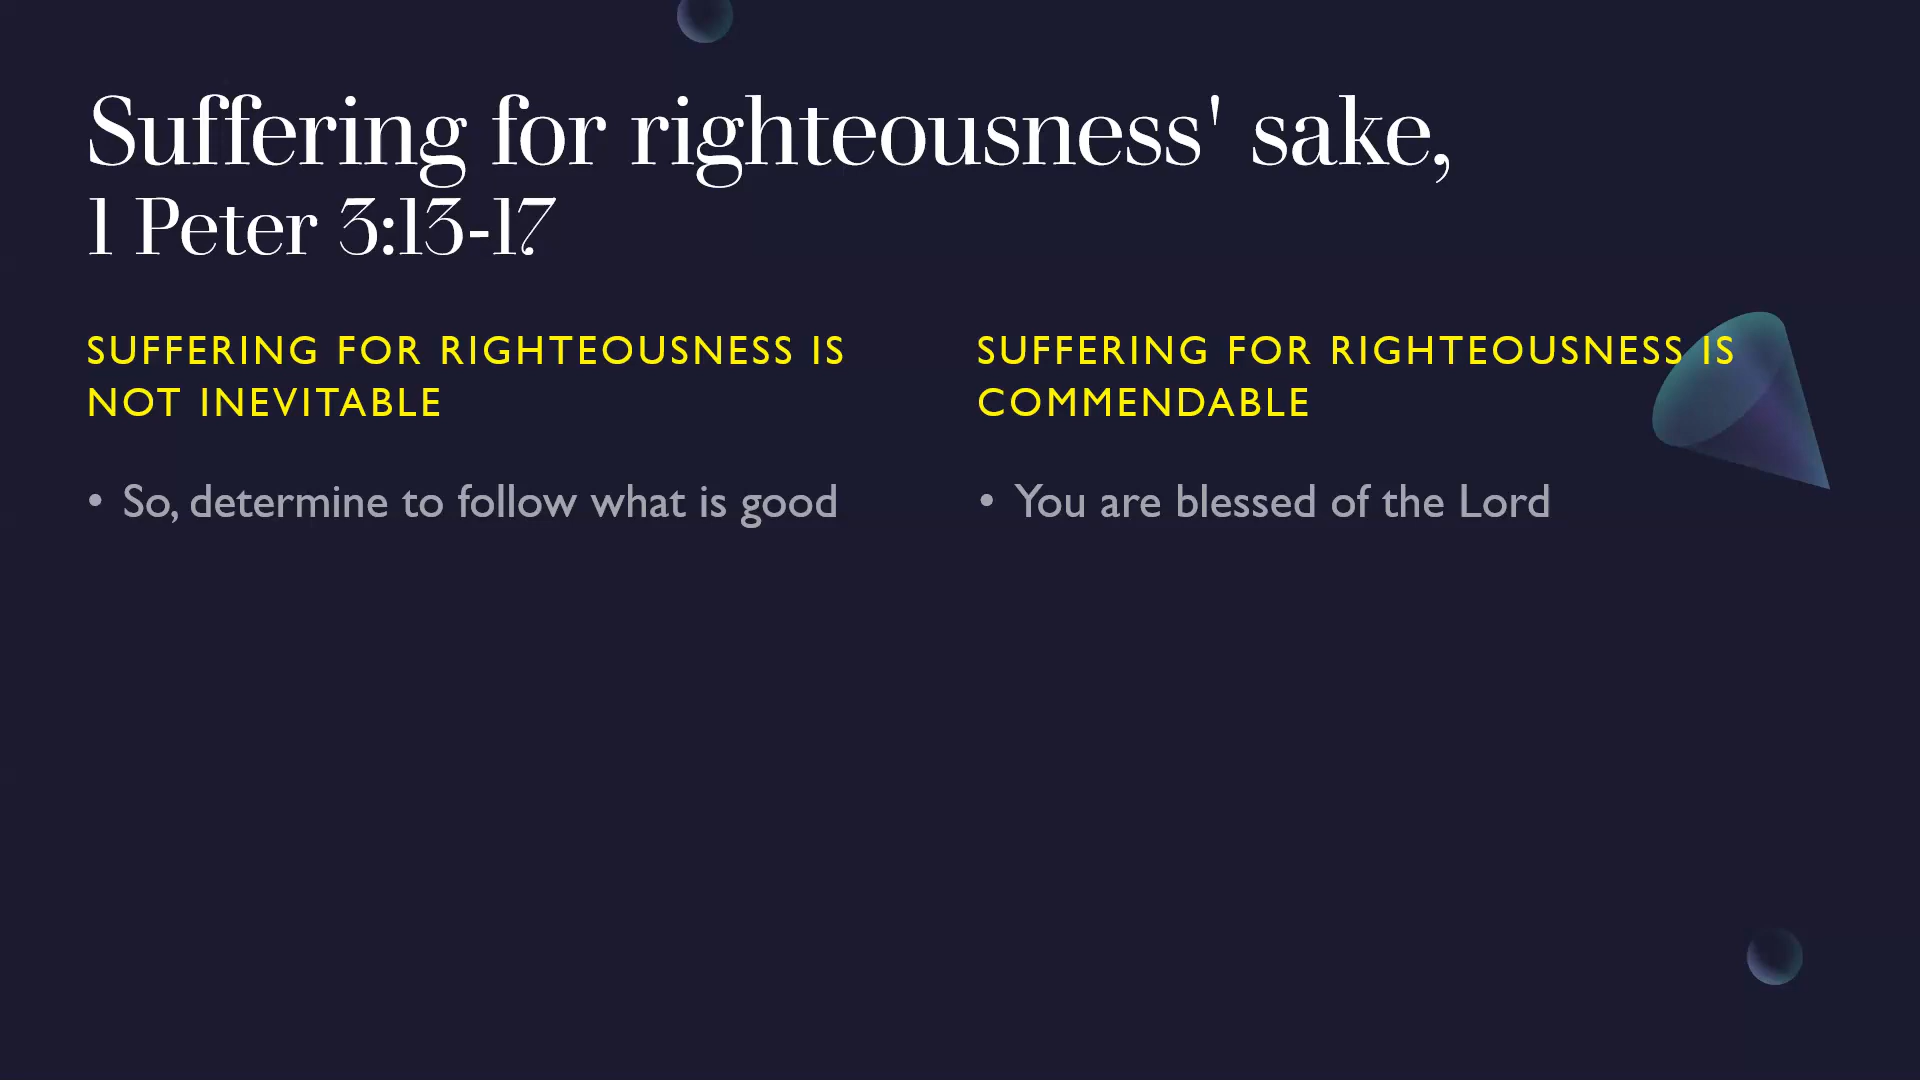 Suffering for righteousness' sake,
1 Peter 3:13-17
SUFFERING FOR RIGHTEOUSNESS IS
NOT INEVITABLE
• So, determine to follow what is good
SUFFERING FOR RIGHTEOUSNESS IS
COMMENDABLE
• You are blessed of the Lord